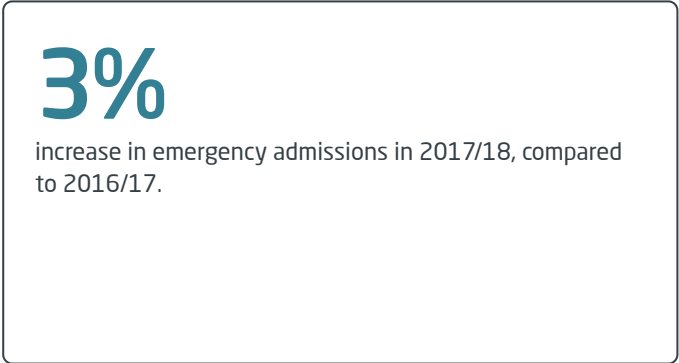 3%
increase in emergency admissions in 2017/18, compared
to 2016/17.